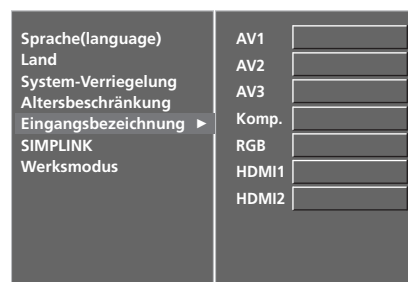 Sprache(language)
Land
System-Verriegelung
Altersbeschränkung
Eingangsbezeichnung ►
SIMPLINK
Werksmodus
AV1
AV2
AV3
Komp.
RGB
HDMI1
HDMI2